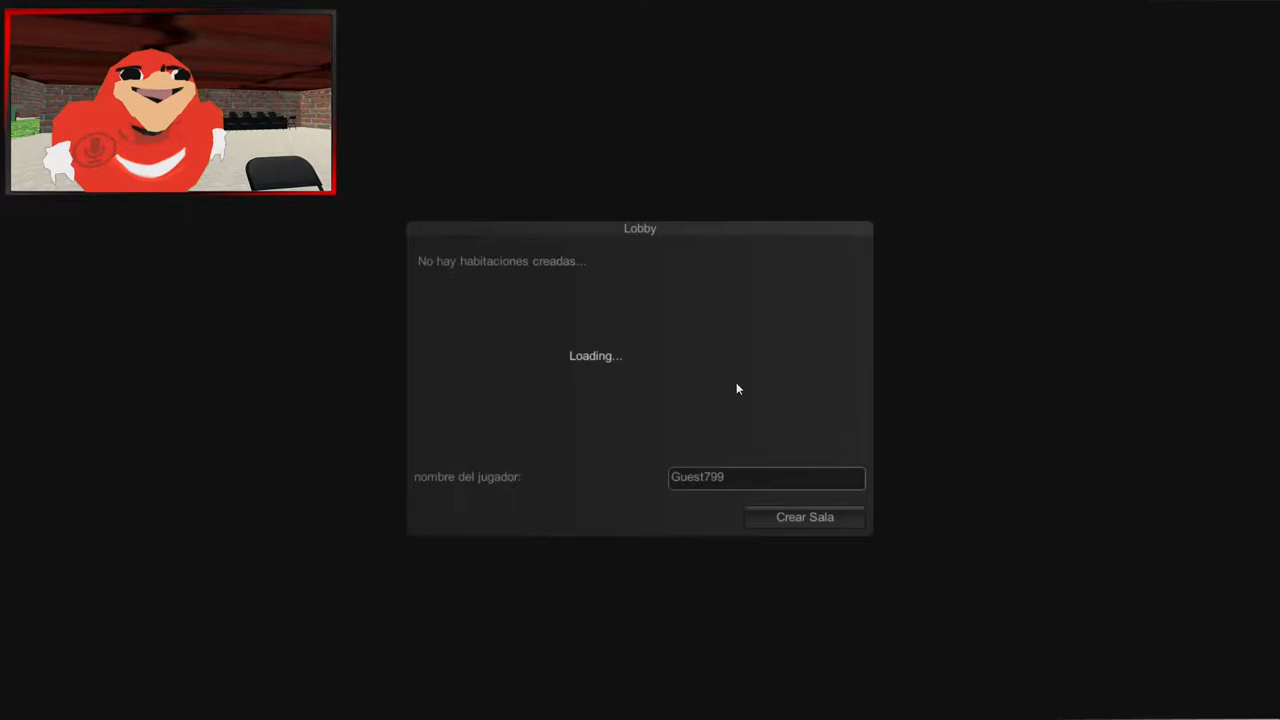 Lobby
No hay habitaciones creadas...
Loading...
nombre del jugador: Guest799
Crear Sala